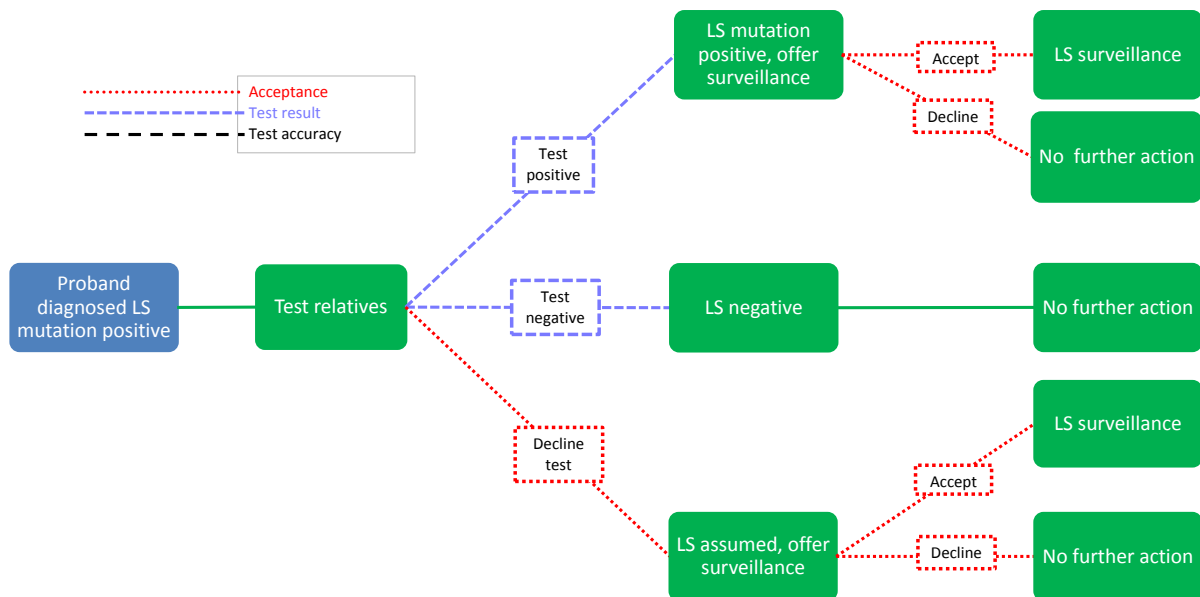 LS mutation
positive, offer
surveillance
Accept
LS surveillance
Decline
No  further action
Acceptance
Test result
Test accuracy
Test
positive
Proband
diagnosed LS
mutation positive
Test relatives
Test
negative
LS negative
No further action
Decline
test
LS surveillance
Accept
LS assumed, offer
surveillance
Decline
No further action